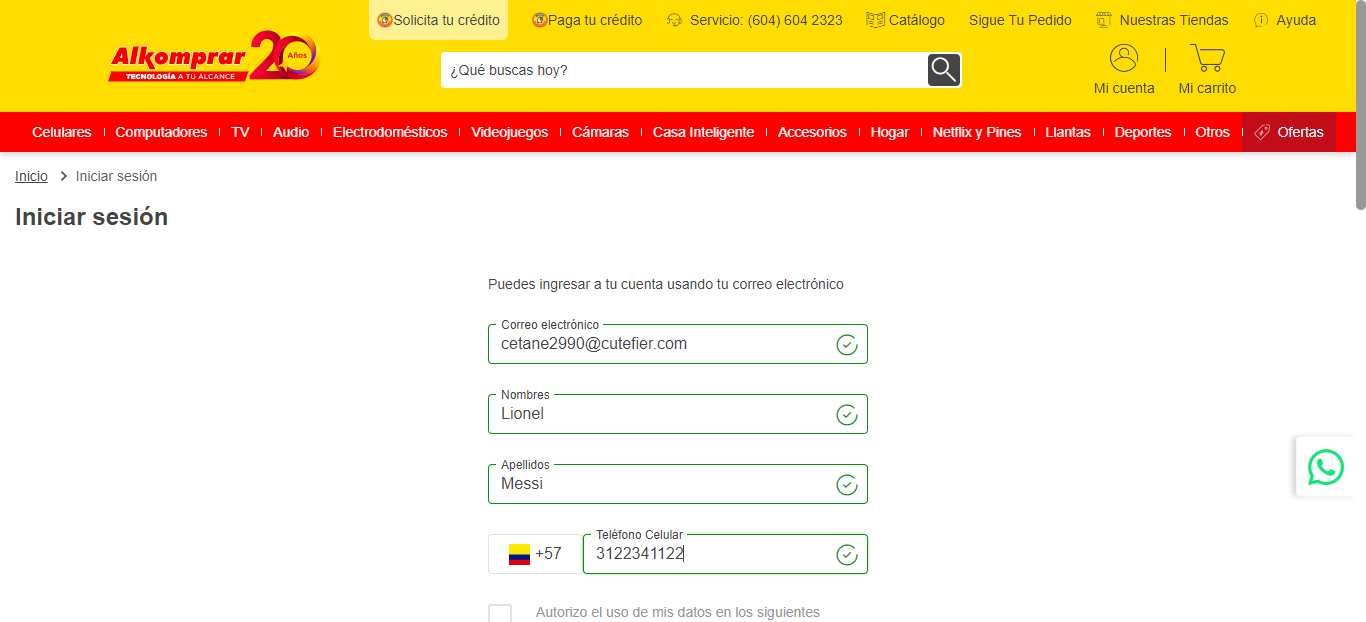 Solicita tu crédito
Paga tu crédito
Servicio: (604) 604 2323
Catálogo
Sigue Tu Pedido
Nuestras Tiendas
Ayuda
Alkomprar 20 Años
TECNOLOGÍA A TU ALCANCE
¿Qué buscas hoy?
Mi cuenta
Mi carrito
Celulares
Computadores
TV
Audio
Electrodomésticos
Videojuegos
Cámaras
Casa Inteligente
Accesorios
Hogar
Netflix y Pines
Llantas
Deportes
Otros
Ofertas
Inicio > Iniciar sesión
Iniciar sesión
Puedes ingresar a tu cuenta usando tu correo electrónico
Correo electrónico
cetane2990@cutefier.com
Nombres
Lionel
Apellidos
Messi
Teléfono Celular
+57 3122341122
Autorizo el uso de mis datos en los siguientes